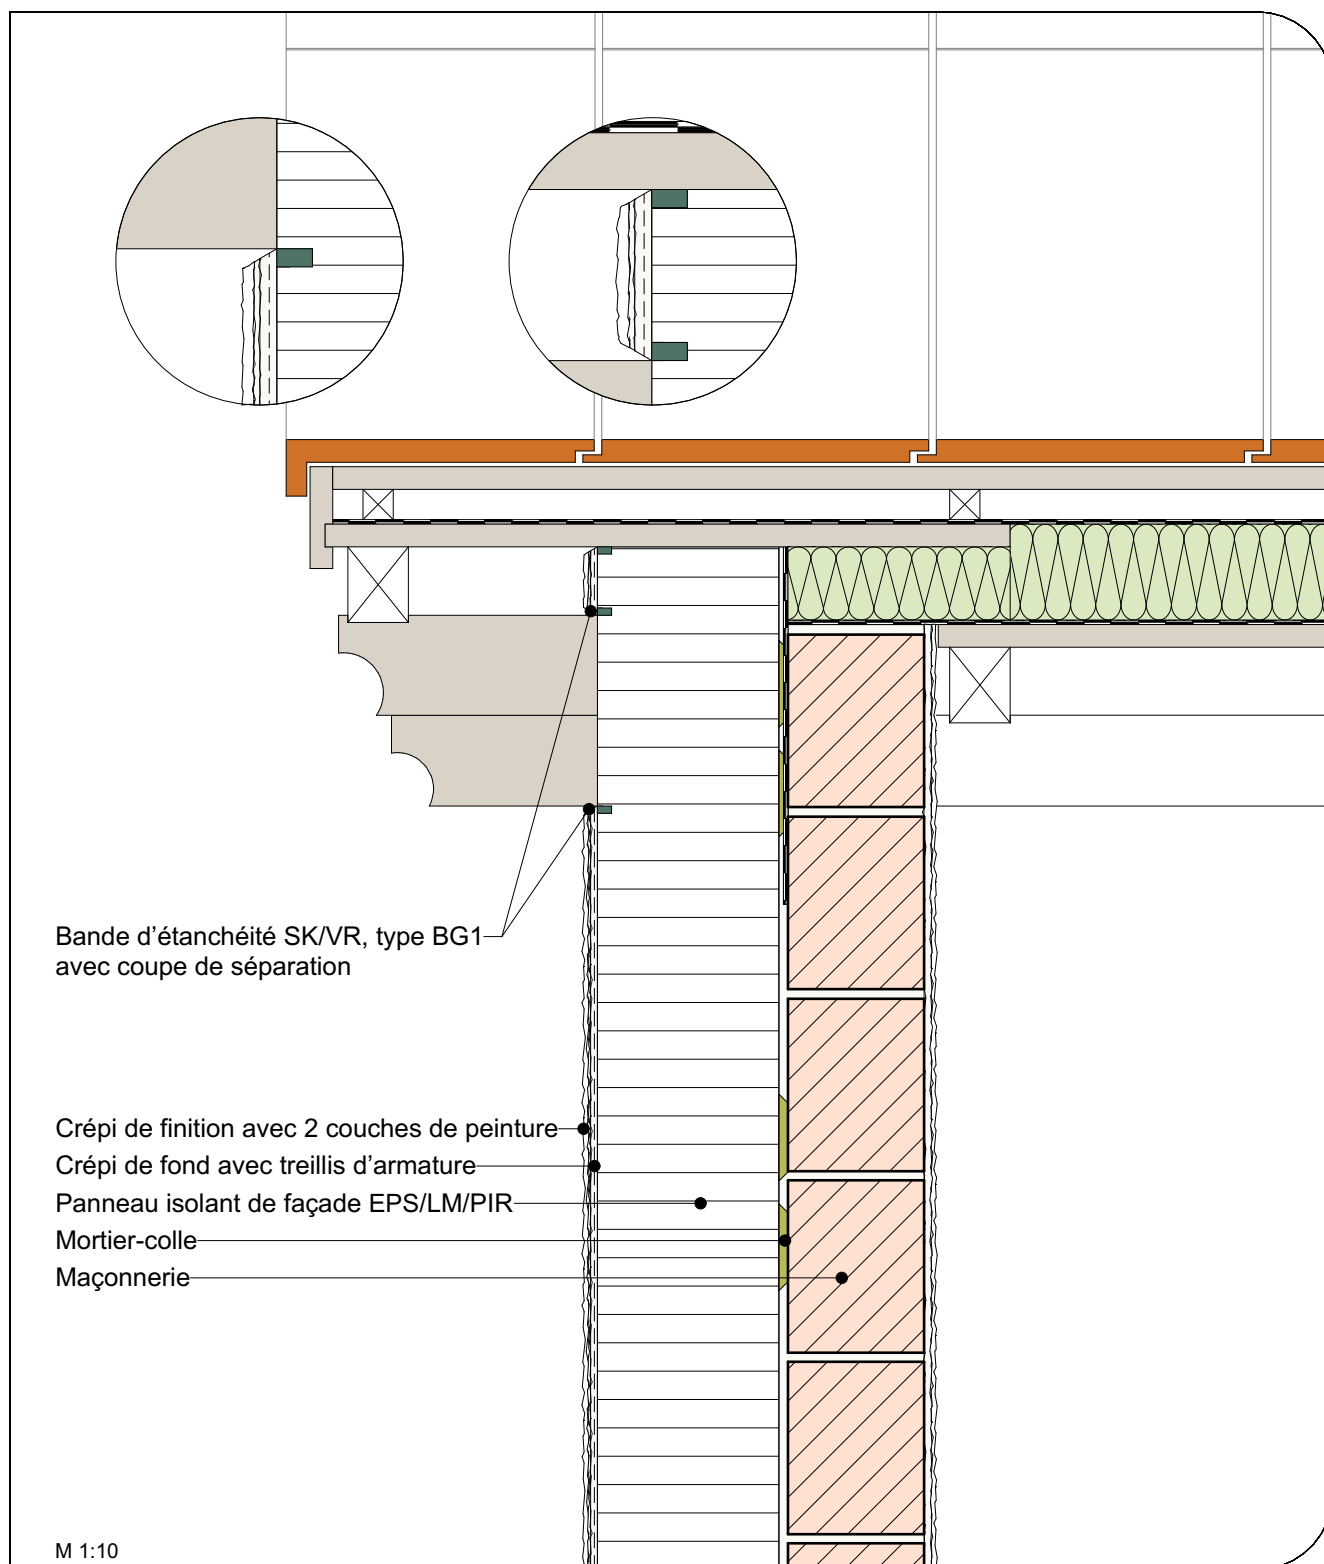 Bande d'étanchéité SK/VR, type BG1
avec coupe de séparation
Crépi de finition avec 2 couches de peinture
Crépi de fond avec treillis d'armature
Panneau isolant de façade EPS/LM/PIR
Mortier-colle
Maçonnerie
M 1:10